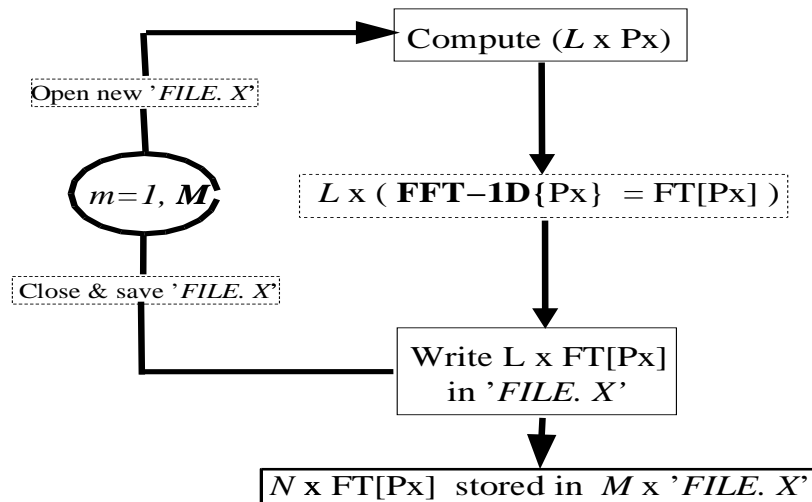 Compute (L x Px)
Open new ’FILE. X’
m=1, M
L x ( FFT–1D{Px} = FT[Px] )
Close & save ’FILE. X’
Write L x FT[Px]
in ’FILE. X’
N x FT[Px] stored in M x ’FILE. X’